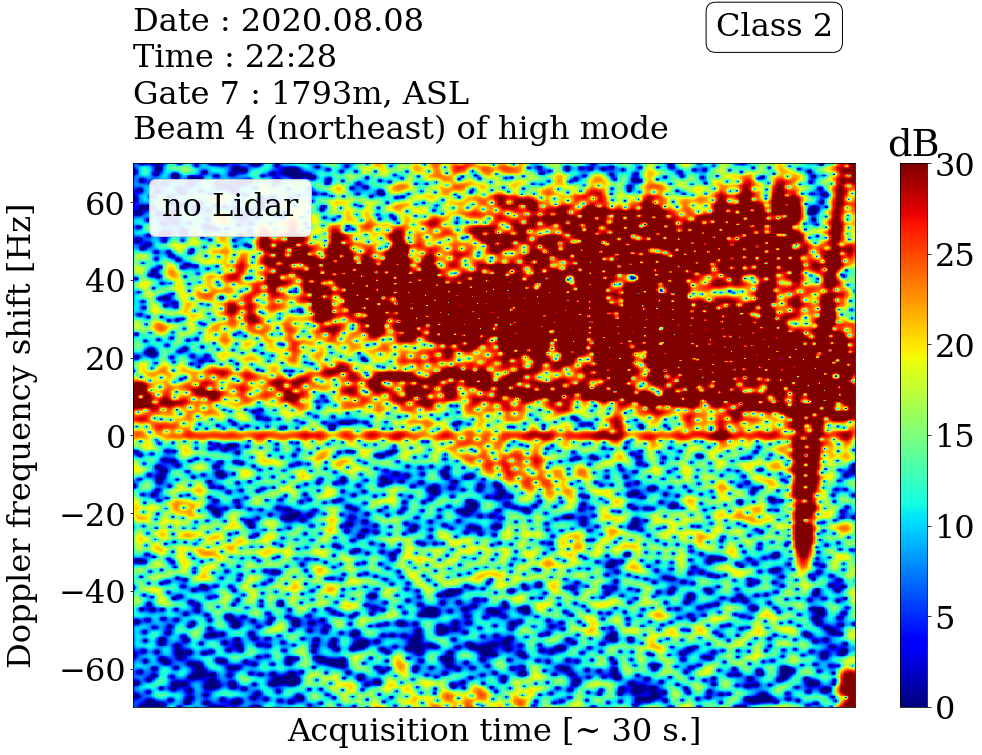 Date : 2020.08.08
Time : 22:28
Gate 7 : 1793m, ASL
Beam 4 (northeast) of high mode
Class 2
dB
no Lidar
Doppler frequency shift [Hz]
60
40
20
0
−20
−40
−60
30
25
20
15
10
5
0
Acquisition time [~ 30 s.]